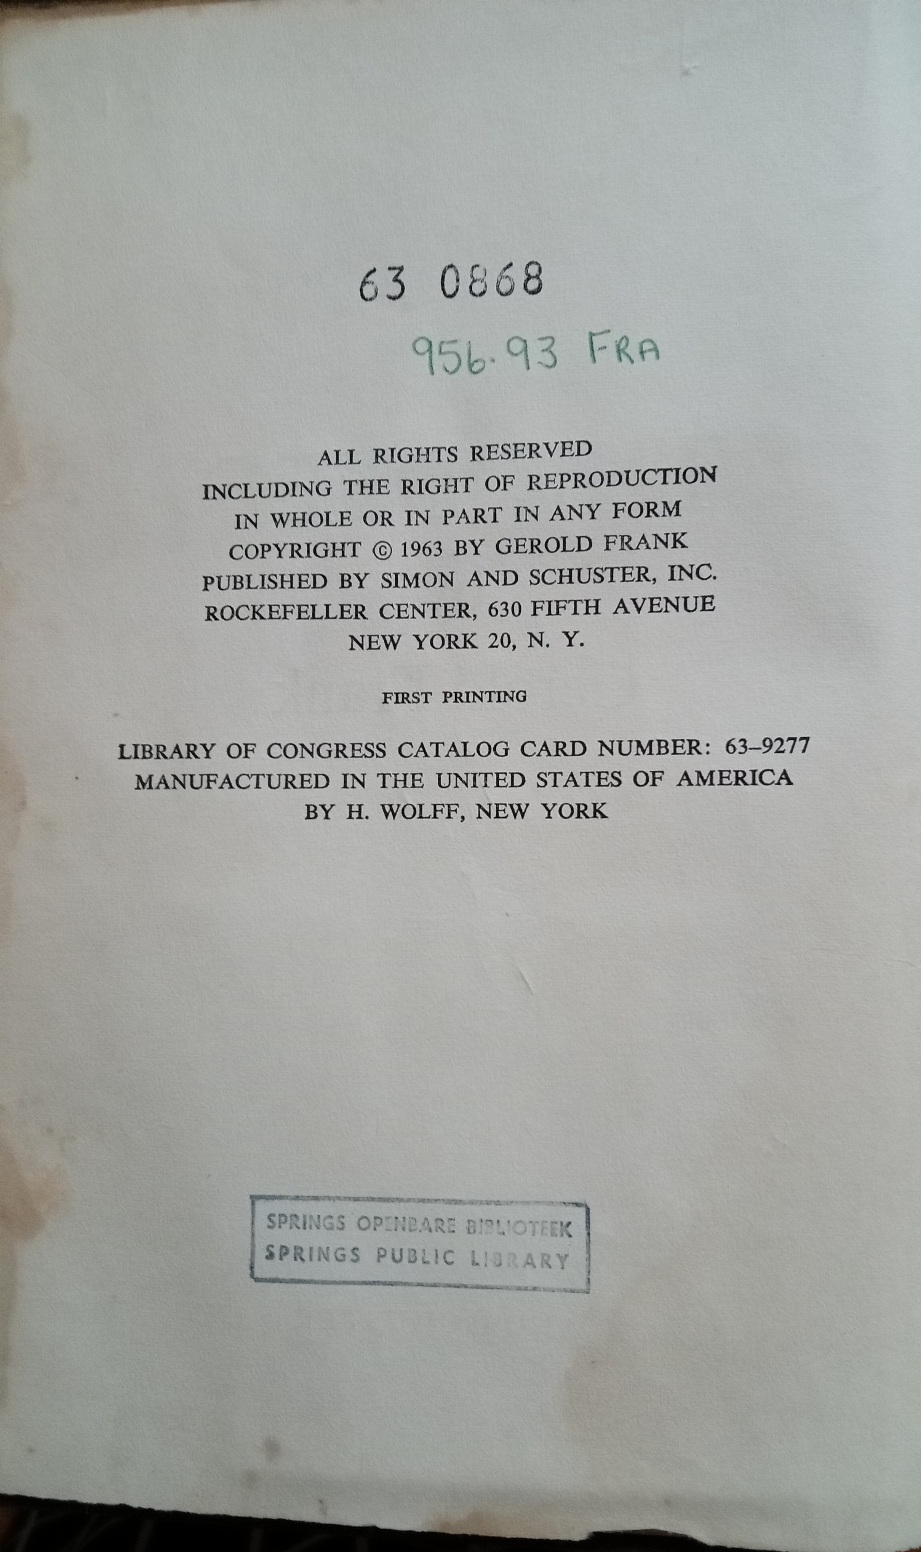 63 0868
956.93 FRA
ALL RIGHTS RESERVED
INCLUDING THE RIGHT OF REPRODUCTION
IN WHOLE OR IN PART IN ANY FORM
COPYRIGHT © 1963 BY GEROLD FRANK
PUBLISHED BY SIMON AND SCHUSTER, INC.
ROCKEFELLER CENTER, 630 FIFTH AVENUE
NEW YORK 20, N. Y.
FIRST PRINTING
LIBRARY OF CONGRESS CATALOG CARD NUMBER: 63–9277
MANUFACTURED IN THE UNITED STATES OF AMERICA
BY H. WOLFF, NEW YORK
SPRINGS OPENBARE BIBLIOTEEK
SPRINGS PUBLIC LIBRARY